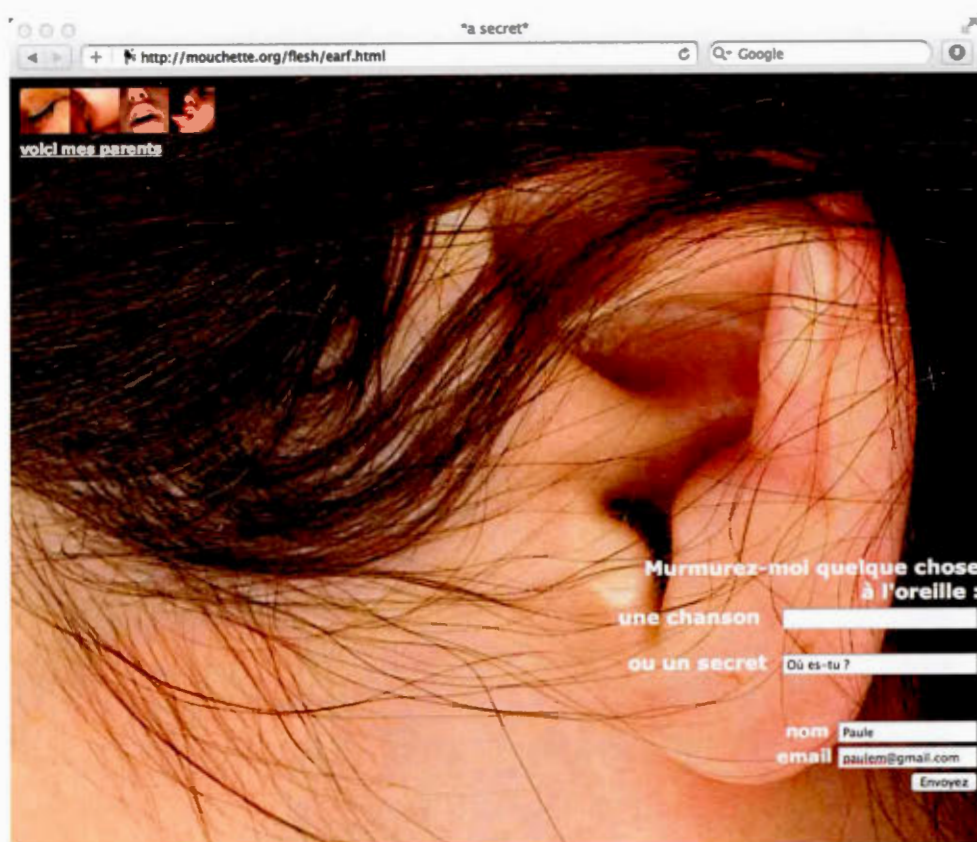 *a secret*
http://mouchette.org/flesh/earf.html
Google
voici mes parents
Murmurez-moi quelque chose
à l'oreille :
une chanson
ou un secret Où es-tu ?
nom Paule
email paulem@gmail.com
Envoyez